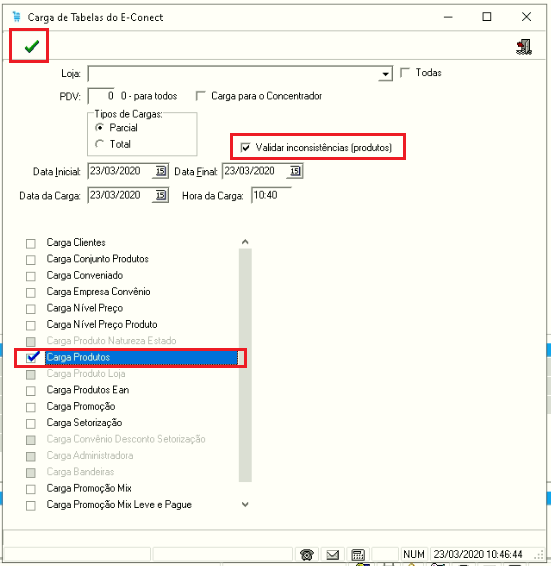 Carga de Tabelas do E-Conect
Loja: Todas
PDV: 0 0 - para todos Carga para o Concentrador
Tipos de Cargas:
Parcial
Total
Validar inconsistências (produtos)
Data Inicial: 23/03/2020 15 Data Final: 23/03/2020 15
Data da Carga: 23/03/2020 15 Hora da Carga: 10:40
Carga Clientes
Carga Conjunto Produtos
Carga Conveniado
Carga Empresa Convênio
Carga Nível Preço
Carga Nível Preço Produto
Carga Produto Natureza Estado
Carga Produtos
Carga Produto Loja
Carga Produtos Ean
Carga Promoção
Carga Setorização
Carga Convênio Desconto Setorização
Carga Administradora
Carga Bandeiras
Carga Promoção Mix
Carga Promoção Mix Leve e Pague
NUM 23/03/2020 10:46:44